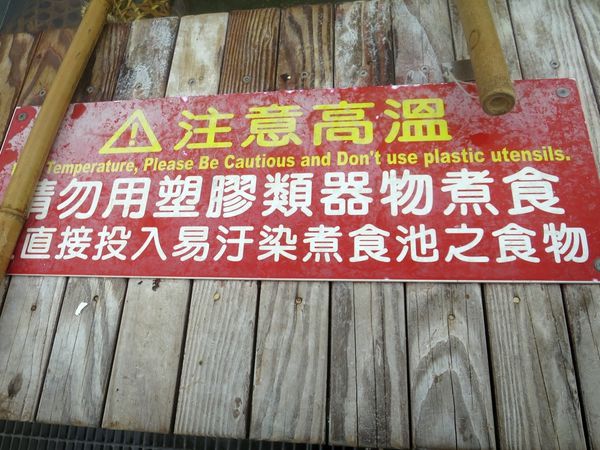 注意高溫
Temperature, Please Be Cautious and Don't use plastic utensils.
請勿用塑膠類器物煮食
直接投入易汙染煮食池之食物